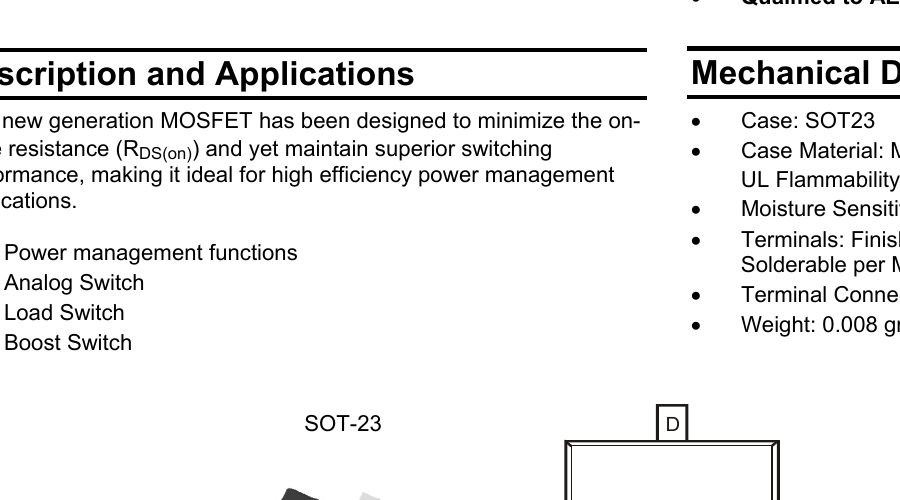 scription and Applications
new generation MOSFET has been designed to minimize the on-
resistance (RDS(on)) and yet maintain superior switching
ormance, making it ideal for high efficiency power management
cations.
Power management functions
Analog Switch
Load Switch
Boost Switch
Mechanical D
• Case: SOT23
• Case Material: M
UL Flammability
• Moisture Sensiti
• Terminals: Finis
Solderable per M
• Terminal Conne
• Weight: 0.008 gr
SOT-23
D